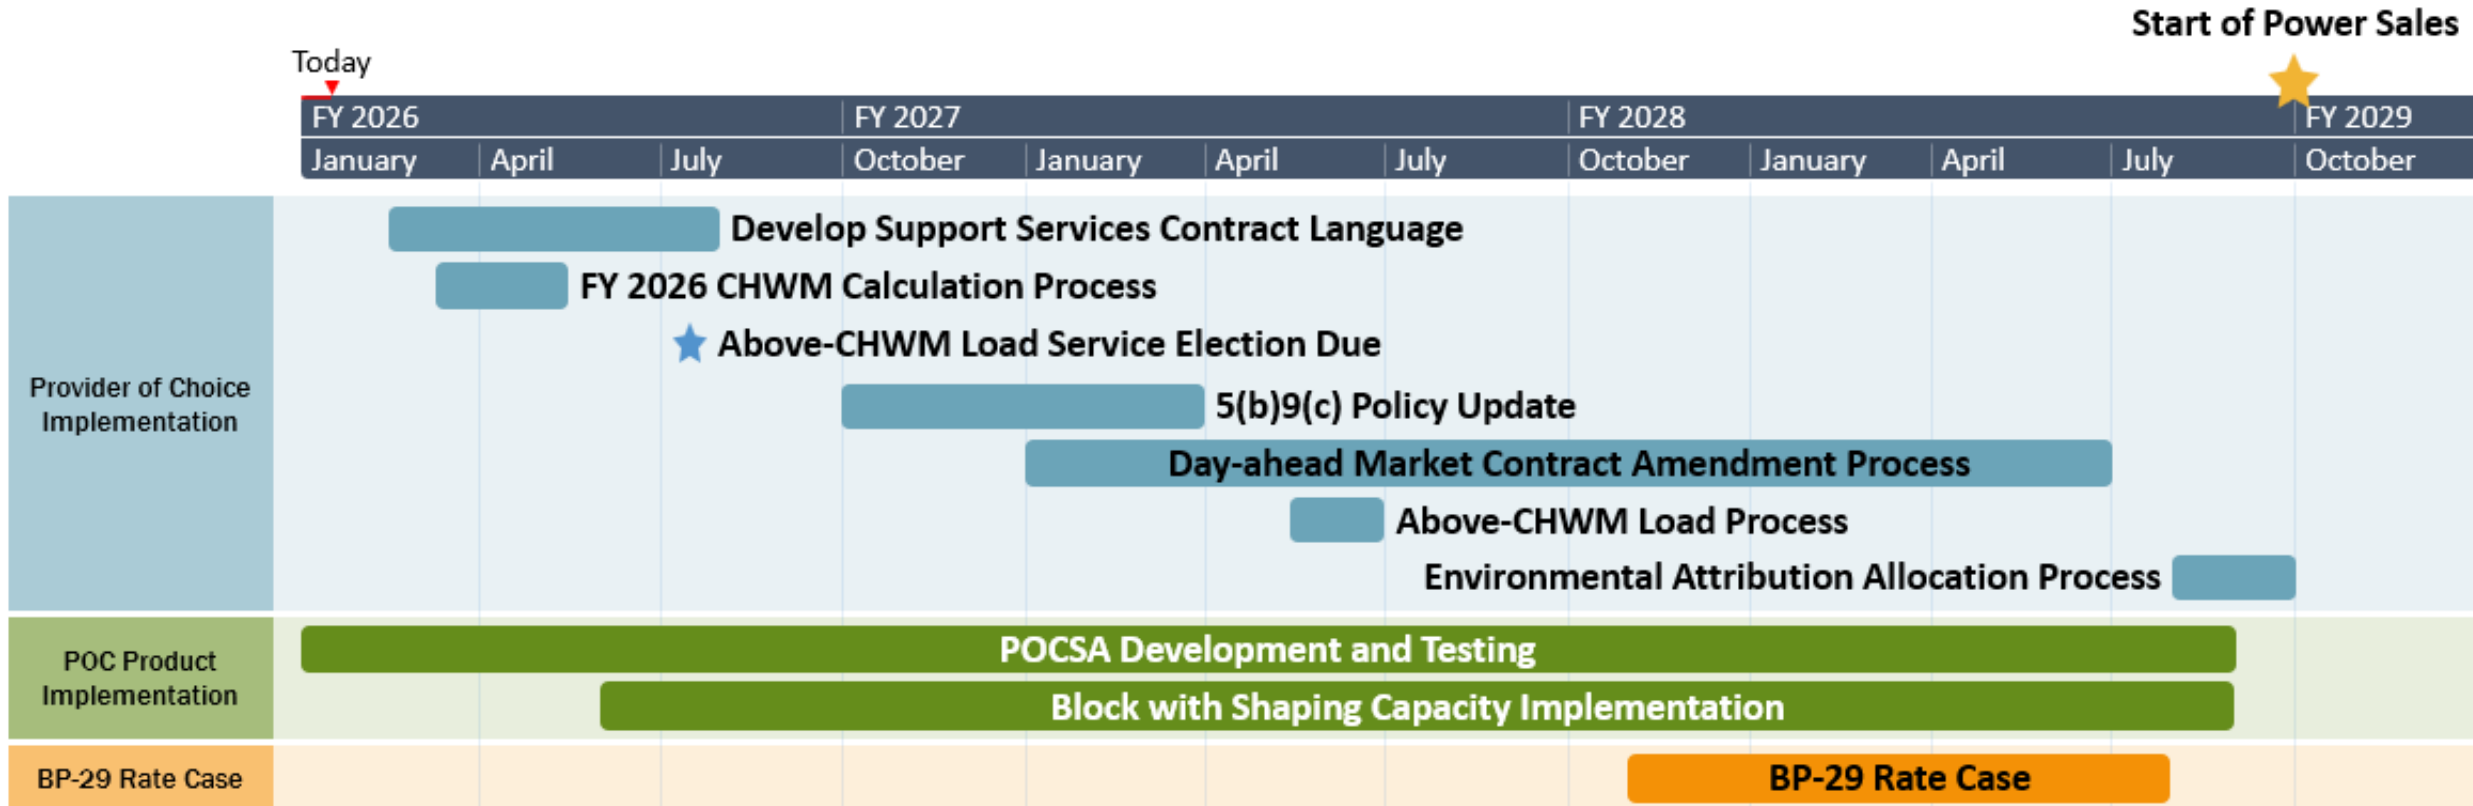 Start of Power Sales
Today
FY 2026 FY 2027 FY 2028 FY 2029
January April July October January April July October January April July October
Develop Support Services Contract Language
FY 2026 CHWM Calculation Process
Above-CHWM Load Service Election Due
Provider of Choice
Implementation
5(b)9(c) Policy Update
Day-ahead Market Contract Amendment Process
Above-CHWM Load Process
Environmental Attribution Allocation Process
POC Product
Implementation
POCSA Development and Testing
Block with Shaping Capacity Implementation
BP-29 Rate Case
BP-29 Rate Case